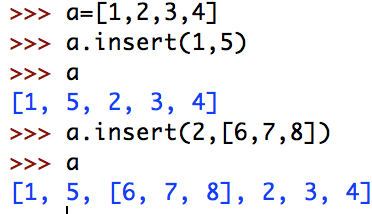 >>> a=[1,2,3,4]
>>> a.insert(1,5)
>>> a
[1, 5, 2, 3, 4]
>>> a.insert(2,[6,7,8])
>>> a
[1, 5, [6, 7, 8], 2, 3, 4]